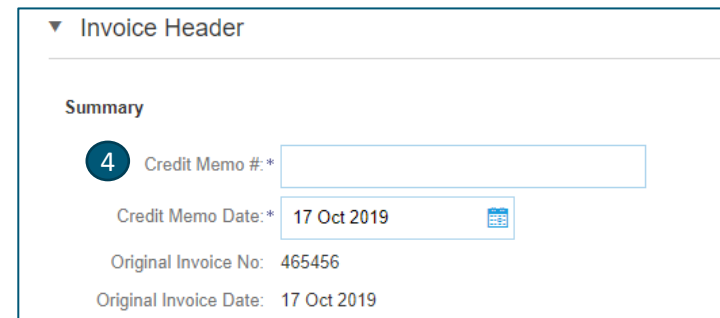 ▼ Invoice Header
Summary
4 Credit Memo #:*
Credit Memo Date:* 17 Oct 2019
Original Invoice No: 465456
Original Invoice Date: 17 Oct 2019